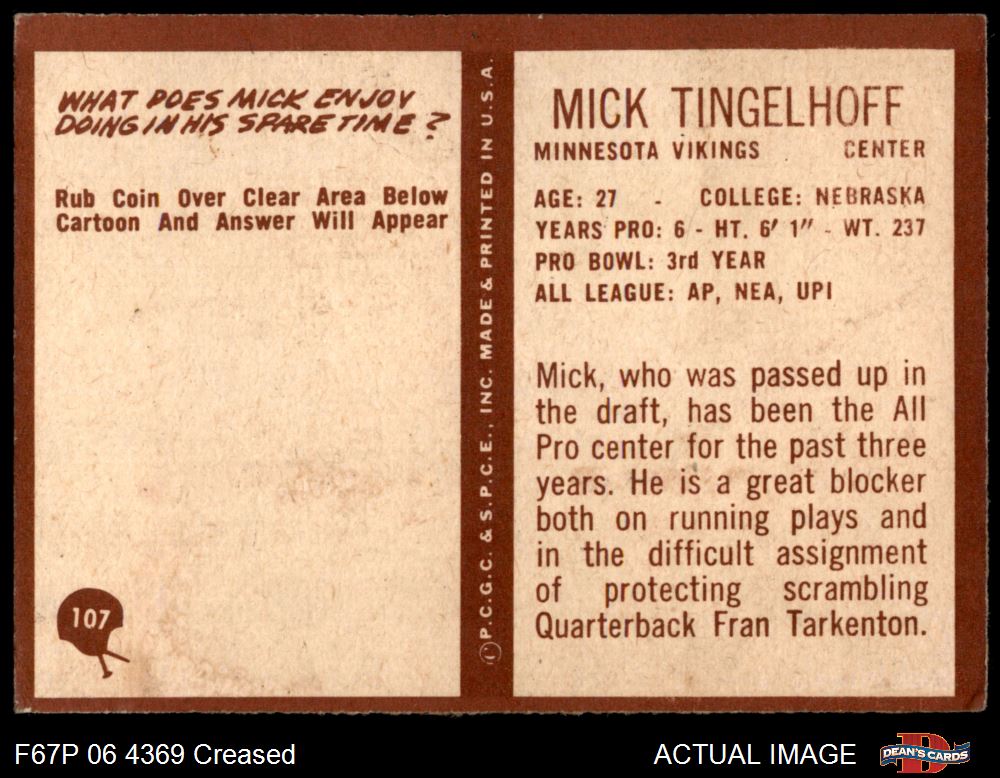 WHAT DOES MICK ENJOY
DOING IN HIS SPARE TIME?
Rub Coin Over Clear Area Below
Cartoon And Answer Will Appear
107
©P.C.G.C. & S.P.C.E., INC. MADE & PRINTED IN U.S.A.
MICK TINGELHOFF
MINNESOTA VIKINGS CENTER
AGE: 27 - COLLEGE: NEBRASKA
YEARS PRO: 6 - HT. 6' 1" - WT. 237
PRO BOWL: 3rd YEAR
ALL LEAGUE: AP, NEA, UPI
Mick, who was passed up in
the draft, has been the All
Pro center for the past three
years. He is a great blocker
both on running plays and
in the difficult assignment
of protecting scrambling
Quarterback Fran Tarkenton.
F67P 06 4369 Creased
ACTUAL IMAGE
DEAN'S CARDS